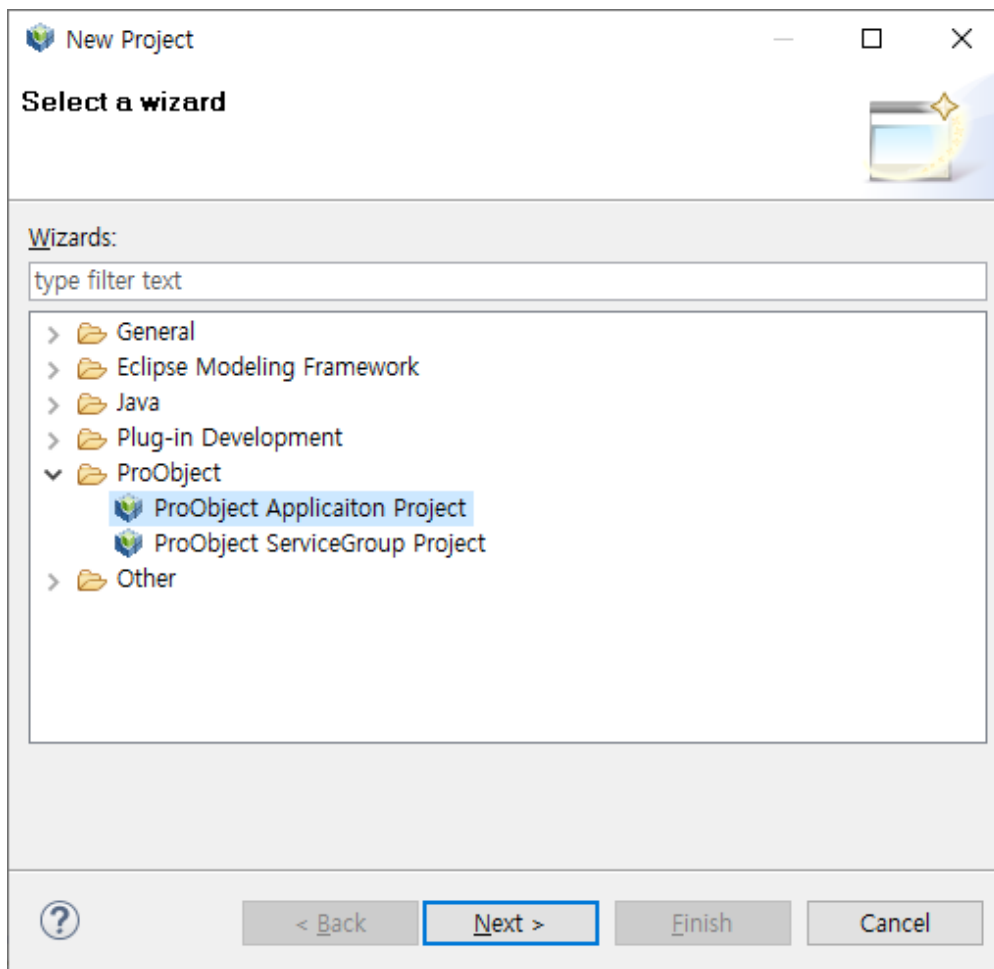 New Project
Select a wizard
Wizards:
type filter text
General
Eclipse Modeling Framework
Java
Plug-in Development
ProObject
ProObject Applicaiton Project
ProObject ServiceGroup Project
Other
?
< Back Next > Finish Cancel